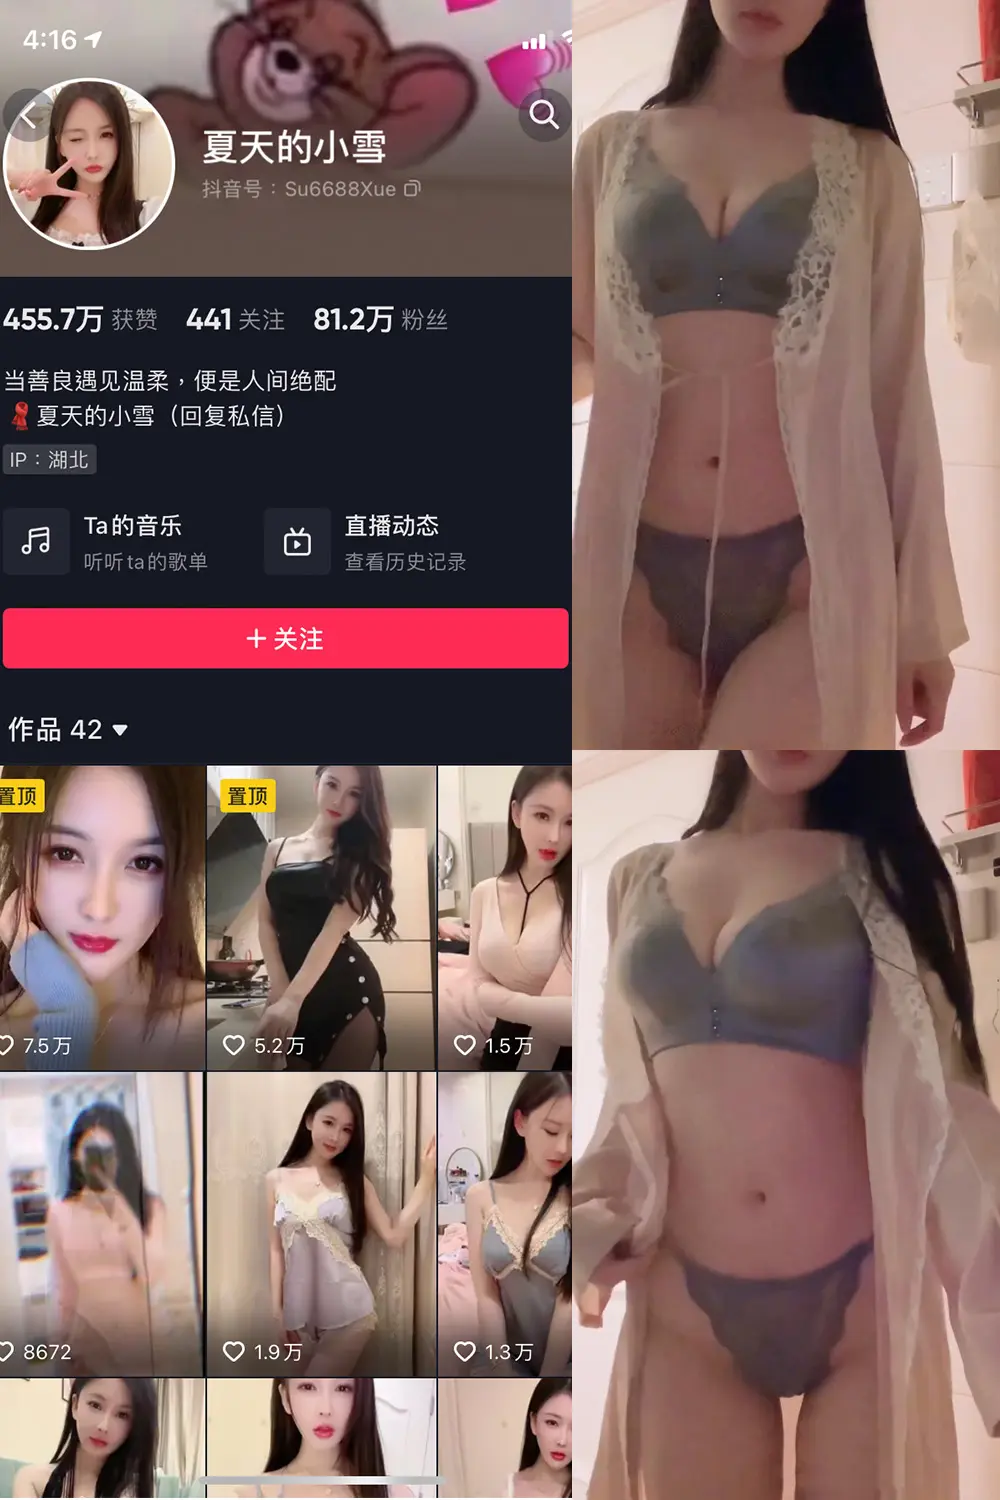 4:16
夏天的小雪
抖音号：Su6688Xue
455.7万 获赞 441 关注 81.2万 粉丝
当善良遇见温柔，便是人间绝配
夏天的小雪（回复私信）
IP：湖北
Ta的音乐
听听ta的歌单
直播动态
查看历史记录
+ 关注
作品 42
置顶
置顶
7.5万
5.2万
1.5万
8672
1.9万
1.3万